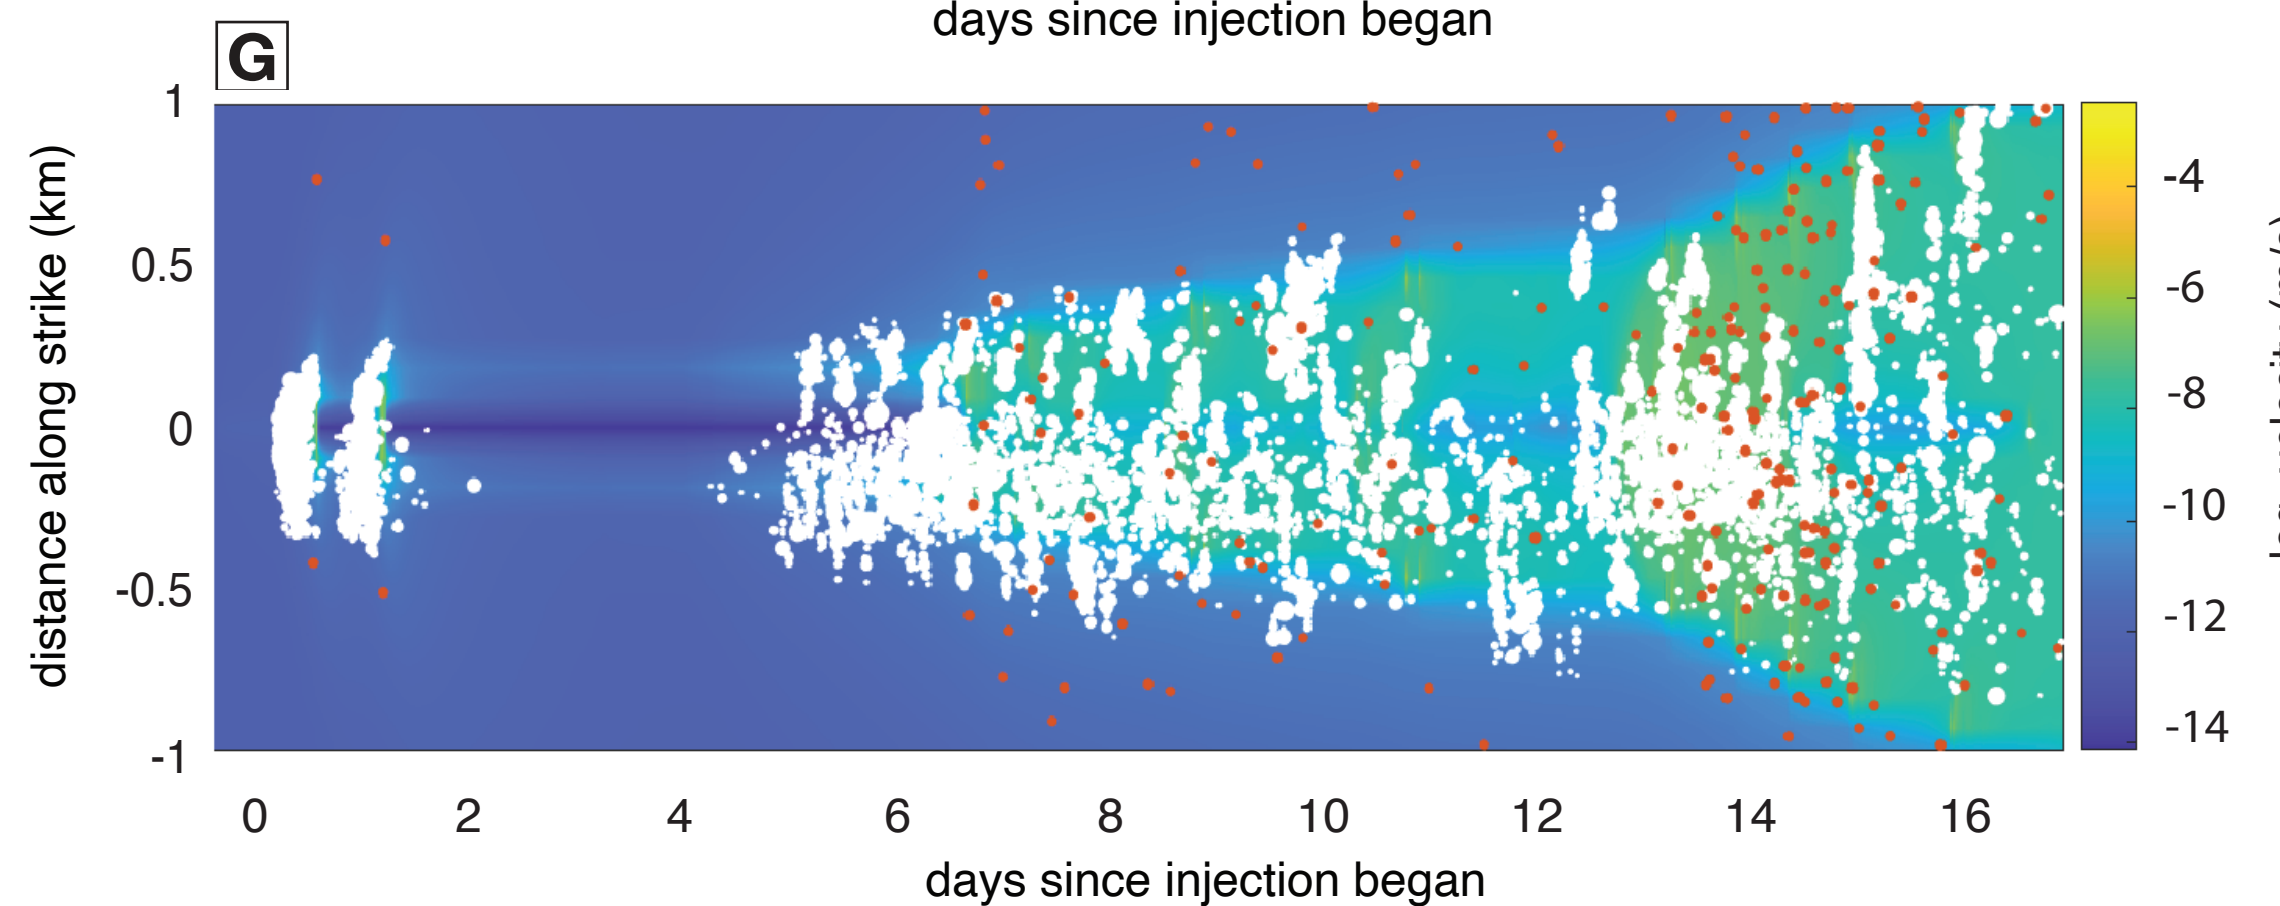 days since injection began
G
1
0.5
0
-0.5
-1
distance along strike (km)
-4
-6
-8
-10
-12
-14
0 2 4 6 8 10 12 14 16
days since injection began